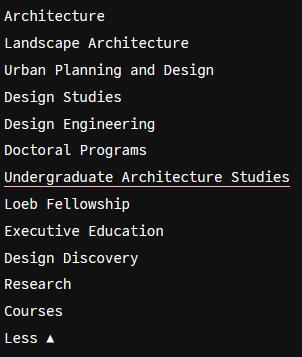 Architecture
Landscape Architecture
Urban Planning and Design
Design Studies
Design Engineering
Doctoral Programs
Undergraduate Architecture Studies
Loeb Fellowship
Executive Education
Design Discovery
Research
Courses
Less ▲